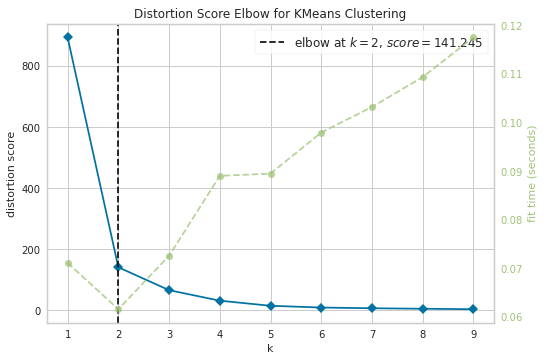 Distortion Score Elbow for KMeans Clustering
elbow at k = 2, score = 141.245
distortion score
800
600
400
200
0
0.12
0.11
0.10
0.09
0.08
0.07
0.06
fit time (seconds)
1 2 3 4 5 6 7 8 9
k